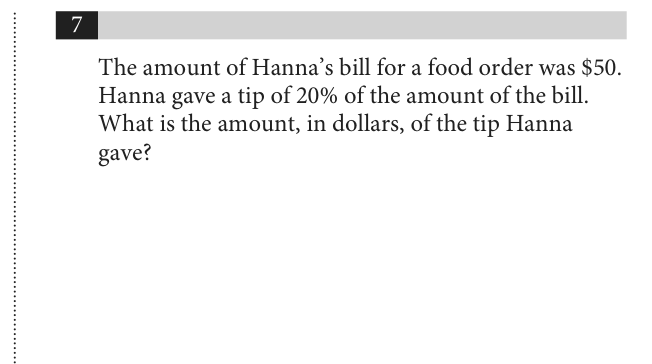 7
The amount of Hanna’s bill for a food order was $50.
Hanna gave a tip of 20% of the amount of the bill.
What is the amount, in dollars, of the tip Hanna
gave?